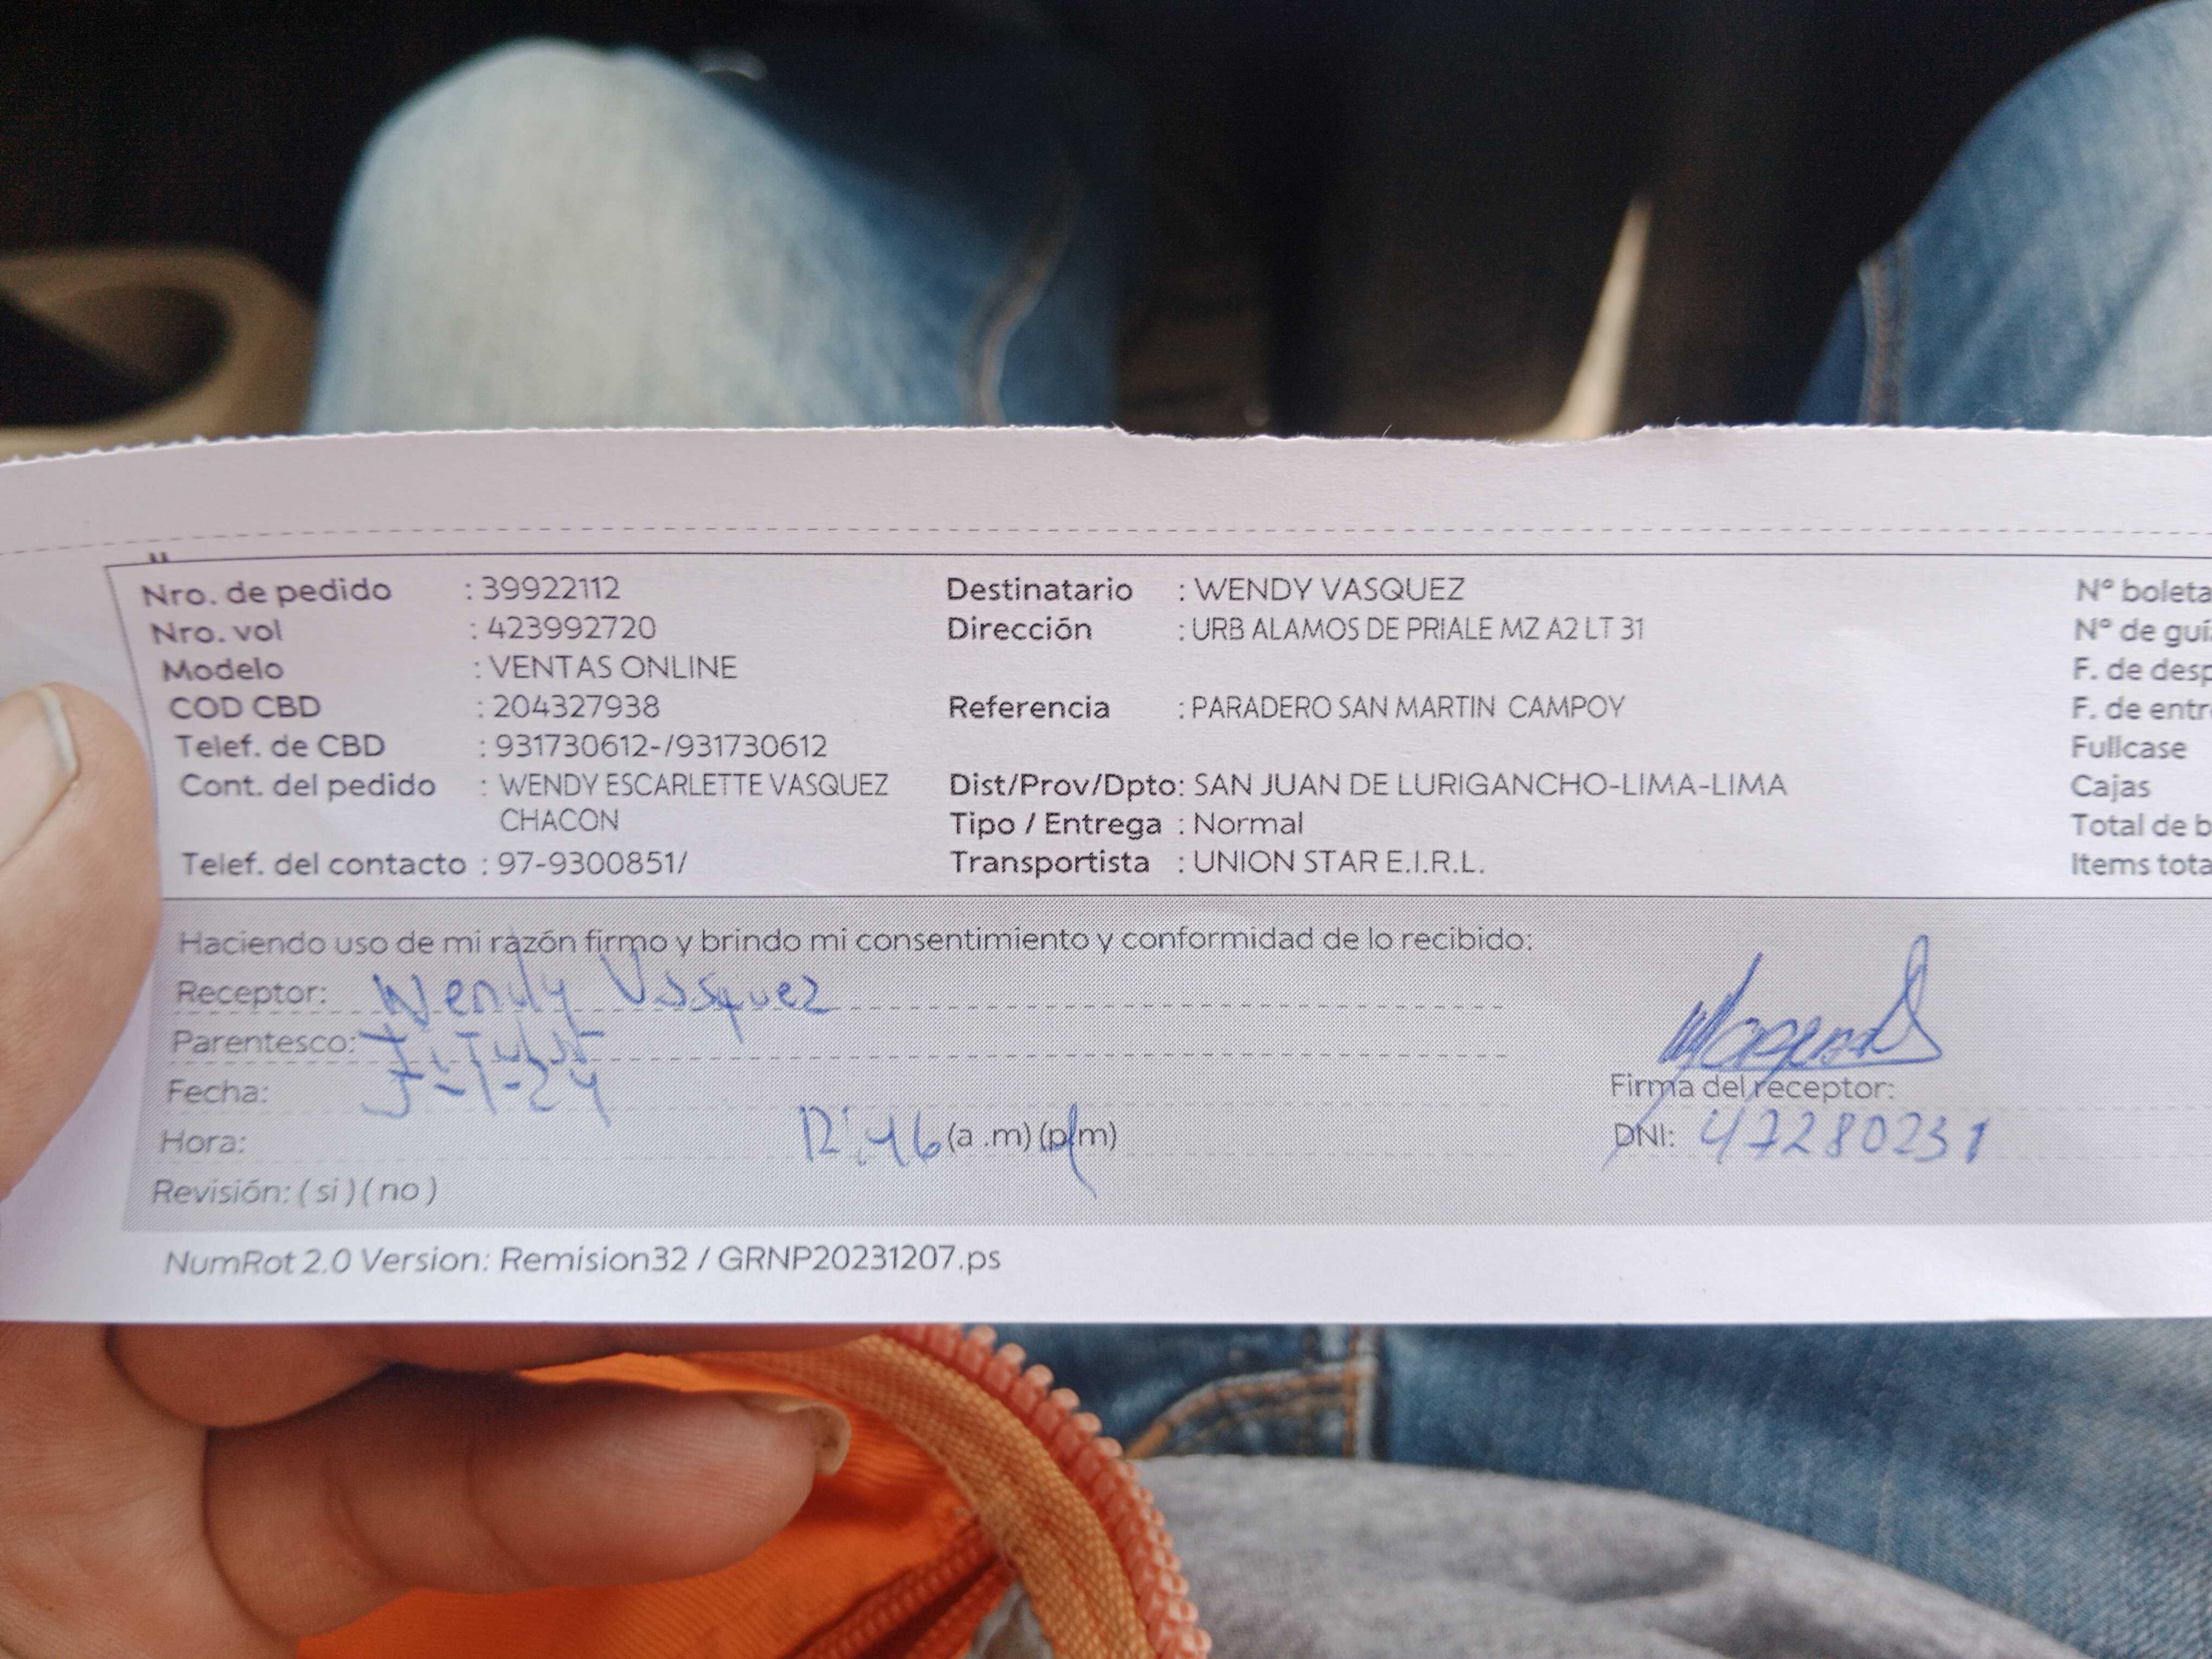 Nro. de pedido : 39922112
Nro. vol : 423992720
Modelo : VENTAS ONLINE
COD CBD : 204327938
Telef. de CBD : 931730612-/931730612
Cont. del pedido : WENDY ESCARLETTE VASQUEZ
CHACON
Telef. del contacto : 97-9300851/
Destinatario : WENDY VASQUEZ
Dirección : URB ALAMOS DE PRIALE MZ A2 LT 31
Referencia : PARADERO SAN MARTIN CAMPOY
Dist/Prov/Dpto: SAN JUAN DE LURIGANCHO-LIMA-LIMA
Tipo / Entrega : Normal
Transportista : UNION STAR E.I.R.L.
N° boleta
N° de guí
F. de desp
F. de entr
Fullcase
Cajas
Total de b
Items tota
Haciendo uso de mi razón firmo y brindo mi consentimiento y conformidad de lo recibido:
Receptor: Wendy Vasquez
Parentesco: Titular
Fecha: 5-1-24
Hora: 12:46 (a .m) (p.m)
Revisión: ( si ) ( no )
Firma del receptor:
DNI: 47280231
NumRot 2.0 Version: Remision32 / GRNP20231207.ps